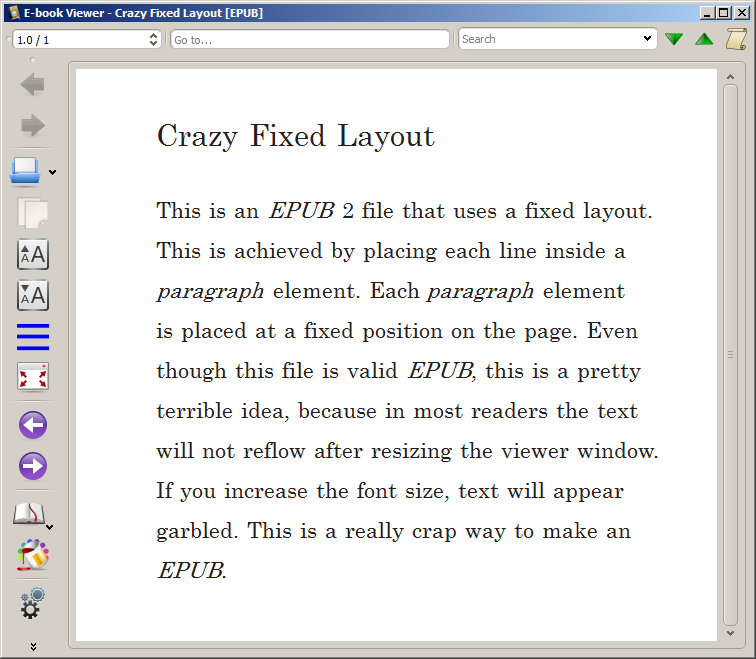 E-book Viewer - Crazy Fixed Layout [EPUB]
1.0 / 1
Go to...
Search
AA
AA
Crazy Fixed Layout
This is an EPUB 2 file that uses a fixed layout.
This is achieved by placing each line inside a
paragraph element. Each paragraph element
is placed at a fixed position on the page. Even
though this file is valid EPUB, this is a pretty
terrible idea, because in most readers the text
will not reflow after resizing the viewer window.
If you increase the font size, text will appear
garbled. This is a really crap way to make an
EPUB.